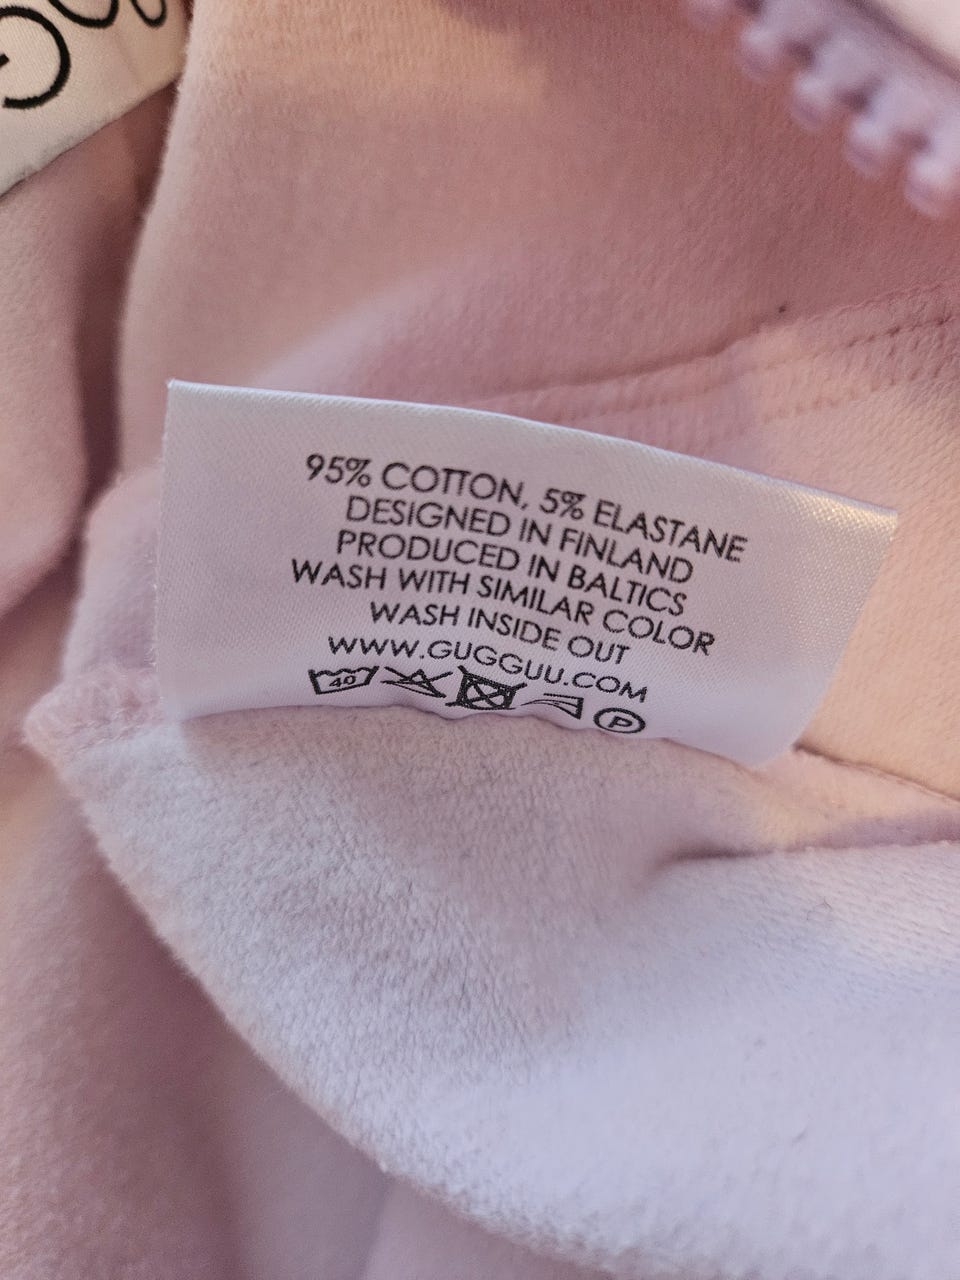 95% COTTON, 5% ELASTANE
DESIGNED IN FINLAND
PRODUCED IN BALTICS
WASH WITH SIMILAR COLOR
WASH INSIDE OUT
WWW.GUGGUU.COM
40
P